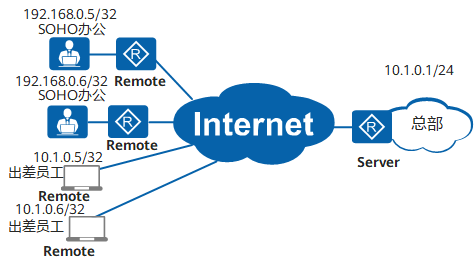 192.168.0.5/32
SOHO办公
R
Remote
192.168.0.6/32
SOHO办公
R
Remote
10.1.0.5/32
出差员工
Remote
10.1.0.6/32
出差员工
Remote
Internet
10.1.0.1/24
R
总部
Server